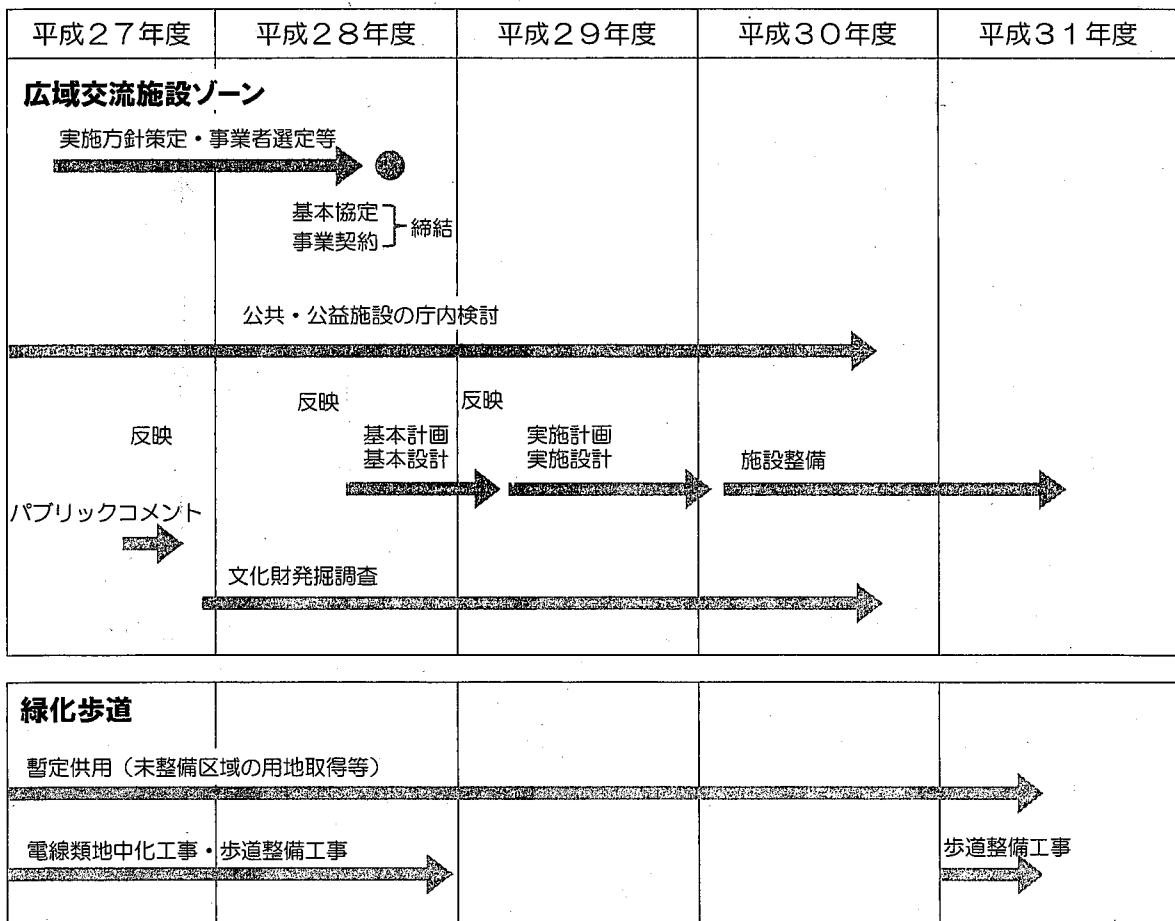 平成27年度
平成28年度
平成29年度
平成30年度
平成31年度
広域交流施設ゾーン
実施方針策定・事業者選定等
基本協定
事業契約
締結
公共・公益施設の庁内検討
反映
反映
反映
基本計画
基本設計
実施計画
実施設計
施設整備
パブリックコメント
文化財発掘調査
緑化歩道
暫定供用(未整備区域の用地取得等)
電線類地中化工事・歩道整備工事
歩道整備工事